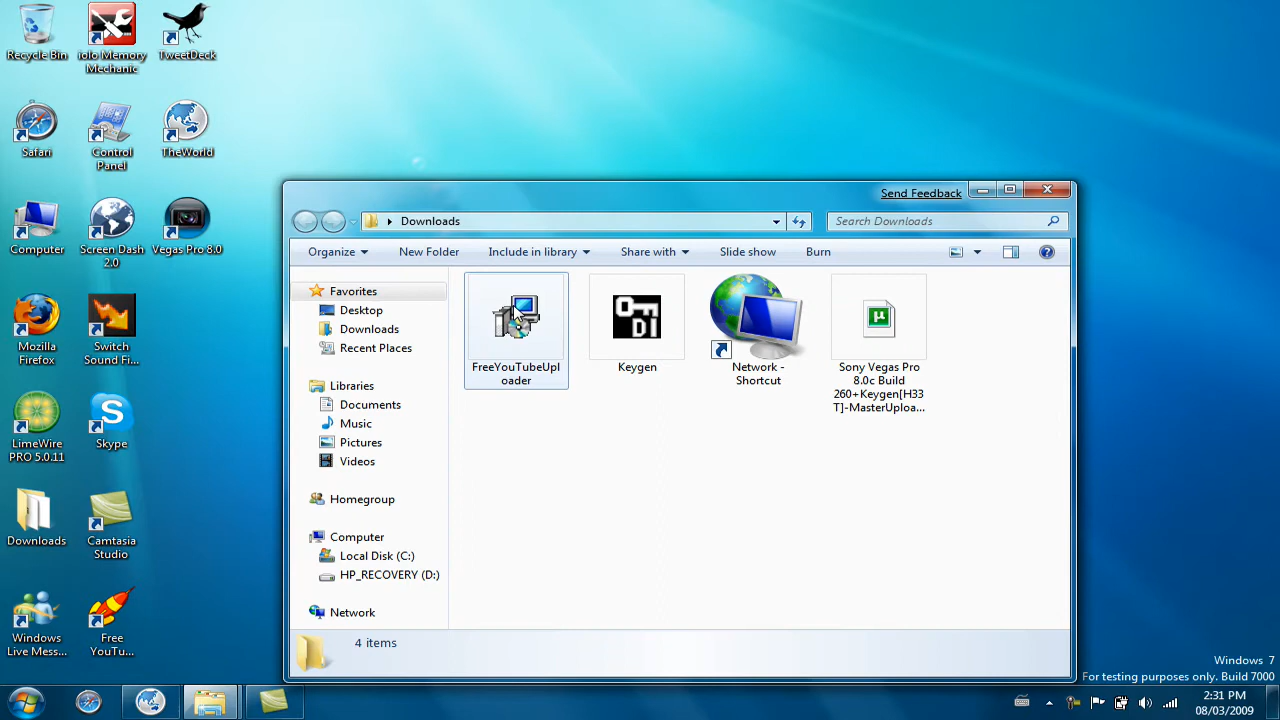 Recycle Bin
iolo Memory
Mechanic
TweetDeck
Safari
Control
Panel
TheWorld
Computer
Screen Dash
2.0
Vegas Pro 8.0
Mozilla
Firefox
Switch
Sound Fi...
LimeWire
PRO 5.0.11
Skype
Downloads
Camtasia
Studio
Windows
Live Mess...
Free
YouTu...
Send Feedback
Downloads
Search Downloads
Organize
New Folder
Include in library
Share with
Slide show
Burn
Favorites
Desktop
Downloads
Recent Places
Libraries
Documents
Music
Pictures
Videos
Homegroup
Computer
Local Disk (C:)
HP_RECOVERY (D:)
Network
FreeYouTubeUpl
oader
DI
Keygen
Network -
Shortcut
µ
Sony Vegas Pro
8.0c Build
260+Keygen[H33
T]-MasterUploa...
4 items
Windows 7
For testing purposes only. Build 7000
2:31 PM
08/03/2009